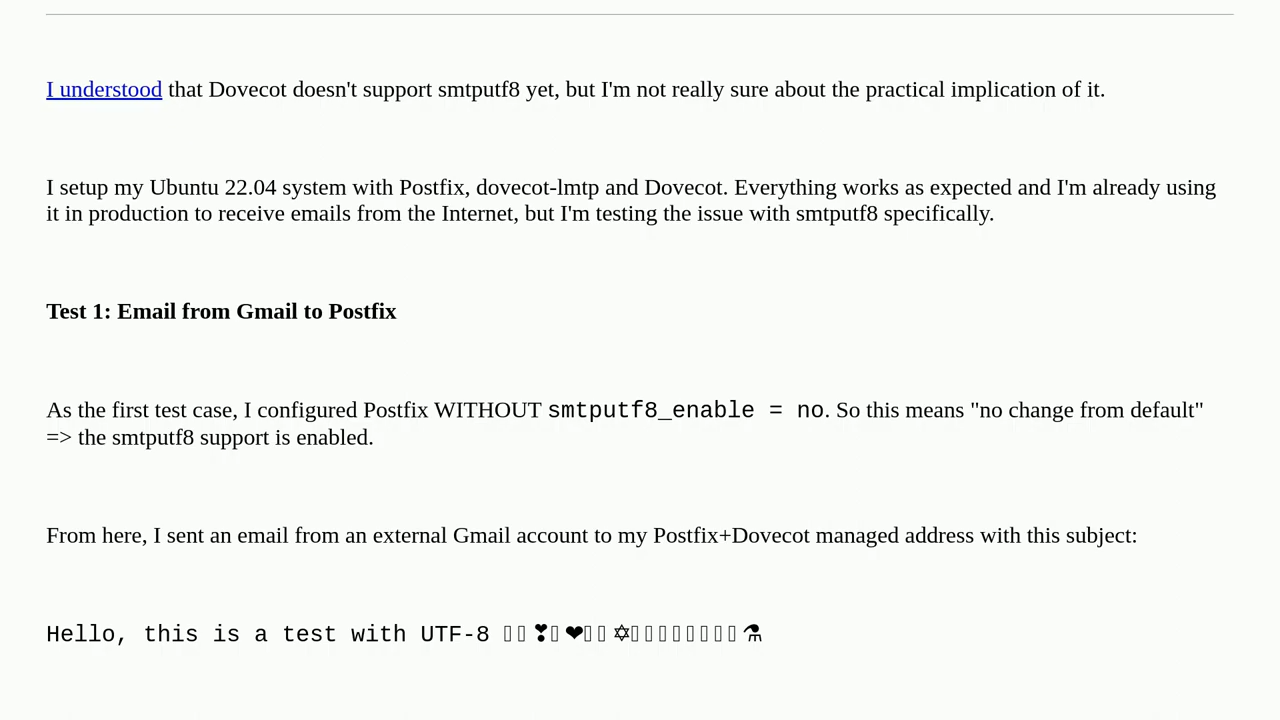 I understood that Dovecot doesn't support smtputf8 yet, but I'm not really sure about the practical implication of it.
I setup my Ubuntu 22.04 system with Postfix, dovecot-lmtp and Dovecot. Everything works as expected and I'm already using
it in production to receive emails from the Internet, but I'm testing the issue with smtputf8 specifically.
Test 1: Email from Gmail to Postfix
As the first test case, I configured Postfix WITHOUT smtputf8_enable = no. So this means "no change from default"
=> the smtputf8 support is enabled.
From here, I sent an email from an external Gmail account to my Postfix+Dovecot managed address with this subject:
Hello, this is a test with UTF-8 ❣ ❤ ✡ ⚗